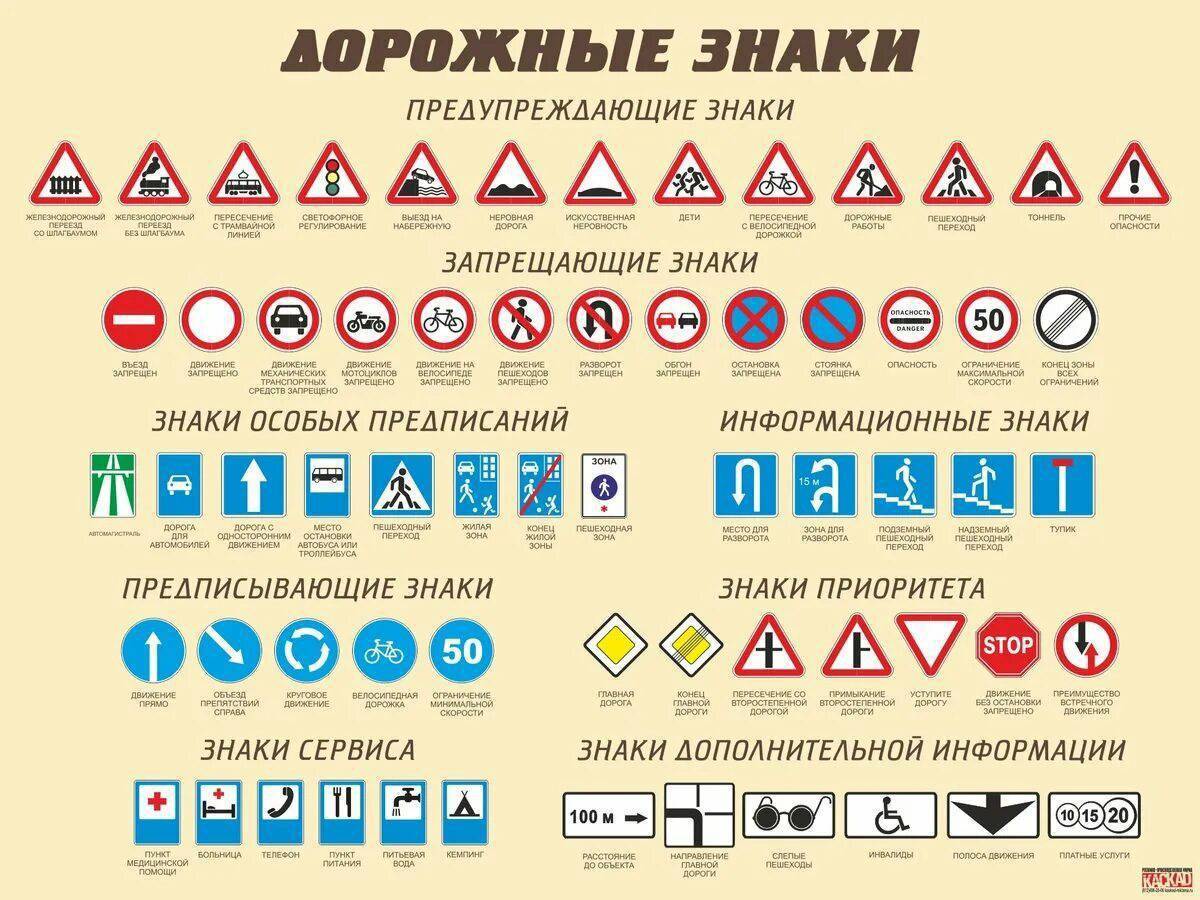 ДОРОЖНЫЕ ЗНАКИ
ПРЕДУПРЕЖДАЮЩИЕ ЗНАКИ
ЖЕЛЕЗНОДОРОЖНЫЙ
ПЕРЕЕЗД
СО ШЛАГБАУМОМ
ЖЕЛЕЗНОДОРОЖНЫЙ
ПЕРЕЕЗД
БЕЗ ШЛАГБАУМА
ПЕРЕСЕЧЕНИЕ
С ТРАМВАЙНОЙ
ЛИНИЕЙ
СВЕТОФОРНОЕ
РЕГУЛИРОВАНИЕ
ВЫЕЗД НА
НАБЕРЕЖНУЮ
НЕРОВНАЯ
ДОРОГА
ИСКУССТВЕННАЯ
НЕРОВНОСТЬ
ДЕТИ
ПЕРЕСЕЧЕНИЕ
С ВЕЛОСИПЕДНОЙ
ДОРОЖКОЙ
ДОРОЖНЫЕ
РАБОТЫ
ПЕШЕХОДНЫЙ
ПЕРЕХОД
ТОННЕЛЬ
ПРОЧИЕ
ОПАСНОСТИ
ЗАПРЕЩАЮЩИЕ ЗНАКИ
ОПАСНОСТЬ
DANGER
50
ВЪЕЗД
ЗАПРЕЩЕН
ДВИЖЕНИЕ
ЗАПРЕЩЕНО
ДВИЖЕНИЕ
МЕХАНИЧЕСКИХ
ТРАНСПОРТНЫХ
СРЕДСТВ ЗАПРЕЩЕНО
ДВИЖЕНИЕ
МОТОЦИКЛОВ
ЗАПРЕЩЕНО
ДВИЖЕНИЕ НА
ВЕЛОСИПЕДЕ
ЗАПРЕЩЕНО
ДВИЖЕНИЕ
ПЕШЕХОДОВ
ЗАПРЕЩЕНО
РАЗВОРОТ
ЗАПРЕЩЕН
ОБГОН
ЗАПРЕЩЕН
ОСТАНОВКА
ЗАПРЕЩЕНА
СТОЯНКА
ЗАПРЕЩЕНА
ОПАСНОСТЬ
ОГРАНИЧЕНИЕ
МАКСИМАЛЬНОЙ
СКОРОСТИ
КОНЕЦ ЗОНЫ
ВСЕХ
ОГРАНИЧЕНИЙ
ЗНАКИ ОСОБЫХ ПРЕДПИСАНИЙ
ЗОНА
АВТОМАГИСТРАЛЬ
ДОРОГА
ДЛЯ
АВТОМОБИЛЕЙ
ДОРОГА С
ОДНОСТОРОННИМ
ДВИЖЕНИЕМ
МЕСТО
ОСТАНОВКИ
АВТОБУСА ИЛИ
ТРОЛЛЕЙБУСА
ПЕШЕХОДНЫЙ
ПЕРЕХОД
ЖИЛАЯ
ЗОНА
КОНЕЦ
ЖИЛОЙ
ЗОНЫ
ПЕШЕХОДНАЯ
ЗОНА
ИНФОРМАЦИОННЫЕ ЗНАКИ
15 м
МЕСТО ДЛЯ
РАЗВОРОТА
ЗОНА ДЛЯ
РАЗВОРОТА
ПОДЗЕМНЫЙ
ПЕШЕХОДНЫЙ
ПЕРЕХОД
НАДЗЕМНЫЙ
ПЕШЕХОДНЫЙ
ПЕРЕХОД
ТУПИК
ПРЕДПИСЫВАЮЩИЕ ЗНАКИ
50
ДВИЖЕНИЕ
ПРЯМО
ОБЪЕЗД
ПРЕПЯТСТВИЙ
СПРАВА
КРУГОВОЕ
ДВИЖЕНИЕ
ВЕЛОСИПЕДНАЯ
ДОРОЖКА
ОГРАНИЧЕНИЕ
МИНИМАЛЬНОЙ
СКОРОСТИ
ЗНАКИ ПРИОРИТЕТА
STOP
ГЛАВНАЯ
ДОРОГА
КОНЕЦ
ГЛАВНОЙ
ДОРОГИ
ПЕРЕСЕЧЕНИЕ СО
ВТОРОСТЕПЕННОЙ
ДОРОГОЙ
ПРИМЫКАНИЕ
ВТОРОСТЕПЕННОЙ
ДОРОГИ
УСТУПИТЕ
ДОРОГУ
ДВИЖЕНИЕ
БЕЗ ОСТАНОВКИ
ЗАПРЕЩЕНО
ПРЕИМУЩЕСТВО
ВСТРЕЧНОГО
ДВИЖЕНИЯ
ЗНАКИ СЕРВИСА
ПУНКТ
МЕДИЦИНСКОЙ
ПОМОЩИ
БОЛЬНИЦА
ТЕЛЕФОН
ПУНКТ
ПИТАНИЯ
ПИТЬЕВАЯ
ВОДА
КЕМПИНГ
ЗНАКИ ДОПОЛНИТЕЛЬНОЙ ИНФОРМАЦИИ
100 м
10 15 20
РАССТОЯНИЕ
ДО ОБЪЕКТА
НАПРАВЛЕНИЕ
ГЛАВНОЙ
ДОРОГИ
СЛЕПЫЕ
ПЕШЕХОДЫ
ИНВАЛИДЫ
ПОЛОСА ДВИЖЕНИЯ
ПЛАТНЫЕ УСЛУГИ
КАСКАД